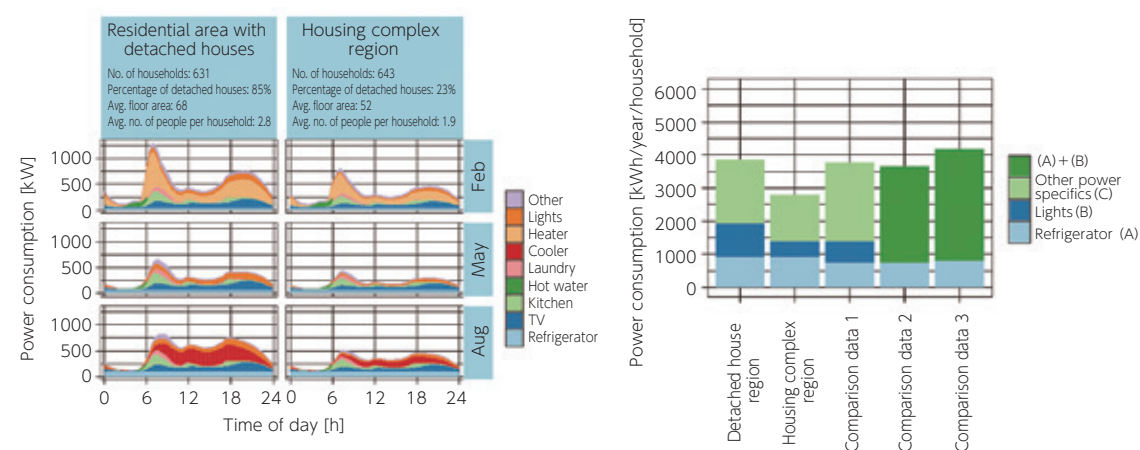 Residential area with
detached houses
No. of households: 631
Percentage of detached houses: 85%
Avg. floor area: 68
Avg. no. of people per household: 2.8
Housing complex
region
No. of households: 643
Percentage of detached houses: 23%
Avg. floor area: 52
Avg. no. of people per household: 1.9
Power consumption [kW]
1000
500
0
Feb
1000
500
0
May
1000
500
0
Aug
0 6 12 18 24 0 6 12 18 24
Time of day [h]
Other
Lights
Heater
Cooler
Laundry
Hot water
Kitchen
TV
Refrigerator
Power consumption [kWh/year/household]
6000
5000
4000
3000
2000
1000
0
Detached house
region
Housing complex
region
Comparison data 1
Comparison data 2
Comparison data 3
(A) + (B)
Other power
specifics (C)
Lights (B)
Refrigerator (A)